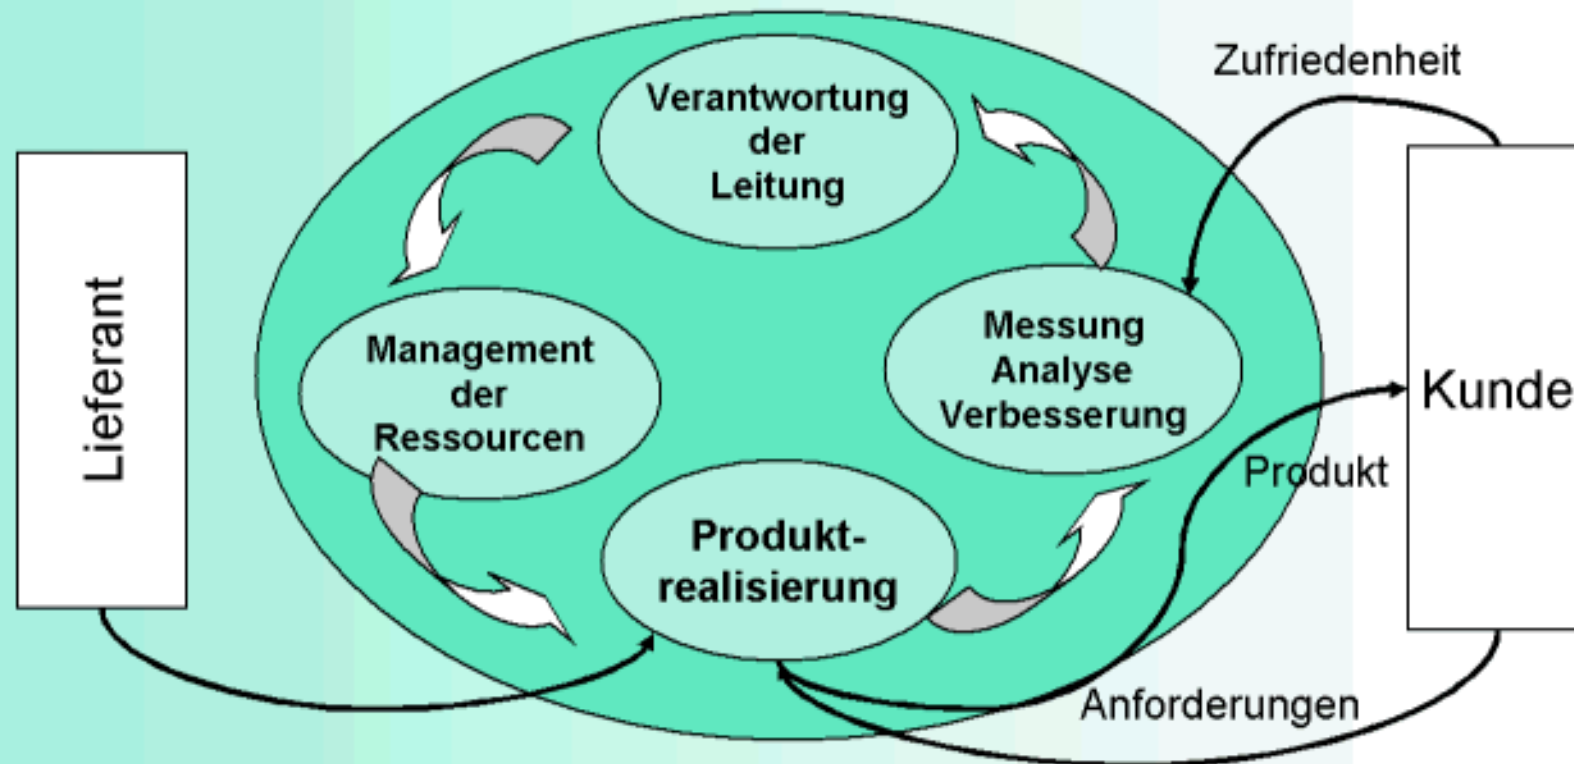 Zufriedenheit
Verantwortung
der
Leitung
Lieferant
Management
der
Ressourcen
Messung
Analyse
Verbesserung
Kunde
Produkt
Produkt-
realisierung
Anforderungen